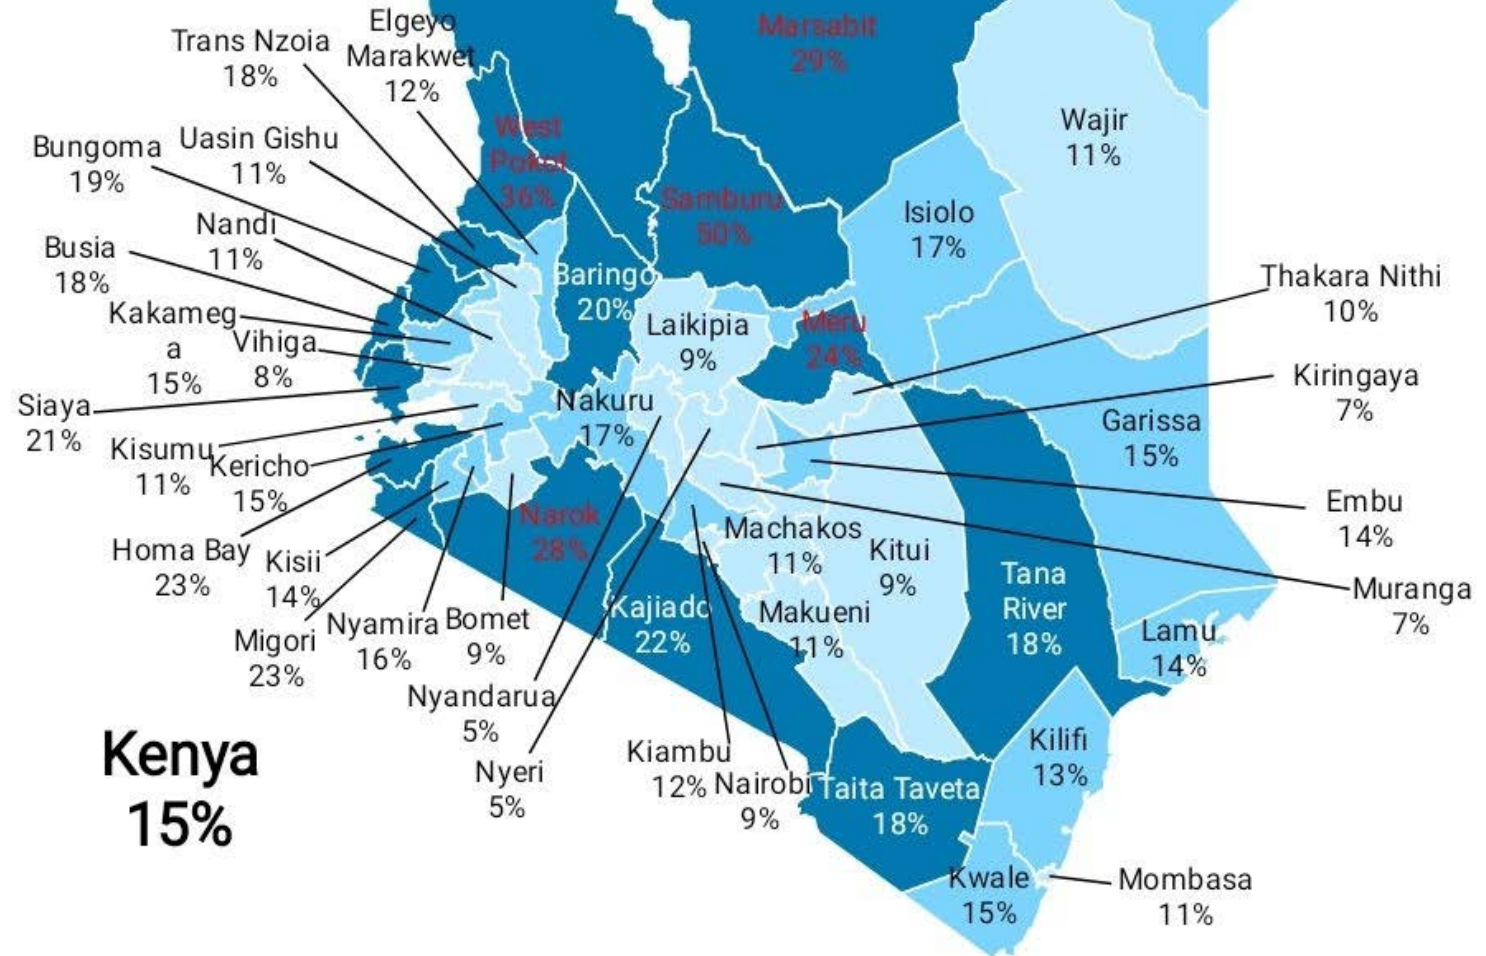 Elgeyo
Marakwet
12%
Trans Nzoia
18%
Marsabit
29%
Wajir
11%
West
Pokot
36%
Uasin Gishu
11%
Bungoma
19%
Samburu
50%
Isiolo
17%
Nandi
11%
Busia
18%
Baringo
20%
Thakara Nithi
10%
Kakameg
a
15%
Vihiga
8%
Laikipia
9%
Meru
24%
Kiringaya
7%
Siaya
21%
Nakuru
17%
Garissa
15%
Kisumu
11%
Kericho
15%
Embu
14%
Narok
28%
Machakos
11%
Kitui
9%
Homa Bay
23%
Kisii
14%
Tana
River
18%
Muranga
7%
Kajiado
22%
Makueni
11%
Nyamira
16%
Bomet
9%
Migori
23%
Lamu
14%
Nyandarua
5%
Kenya
15%
Kiambu
12%
Nairobi
9%
Nyeri
5%
Kilifi
13%
Taita Taveta
18%
Kwale
15%
Mombasa
11%